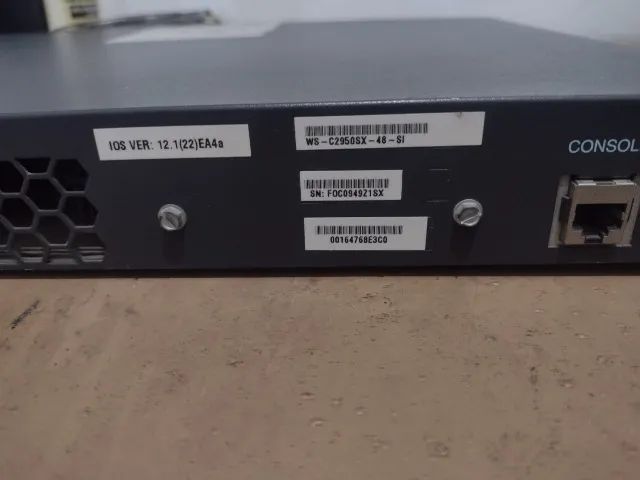 IOS VER: 12.1(22)EA4a
WS-C2950SX-48-SI
SN: FOC0949Z1SX
00164768E3C0
CONSOL